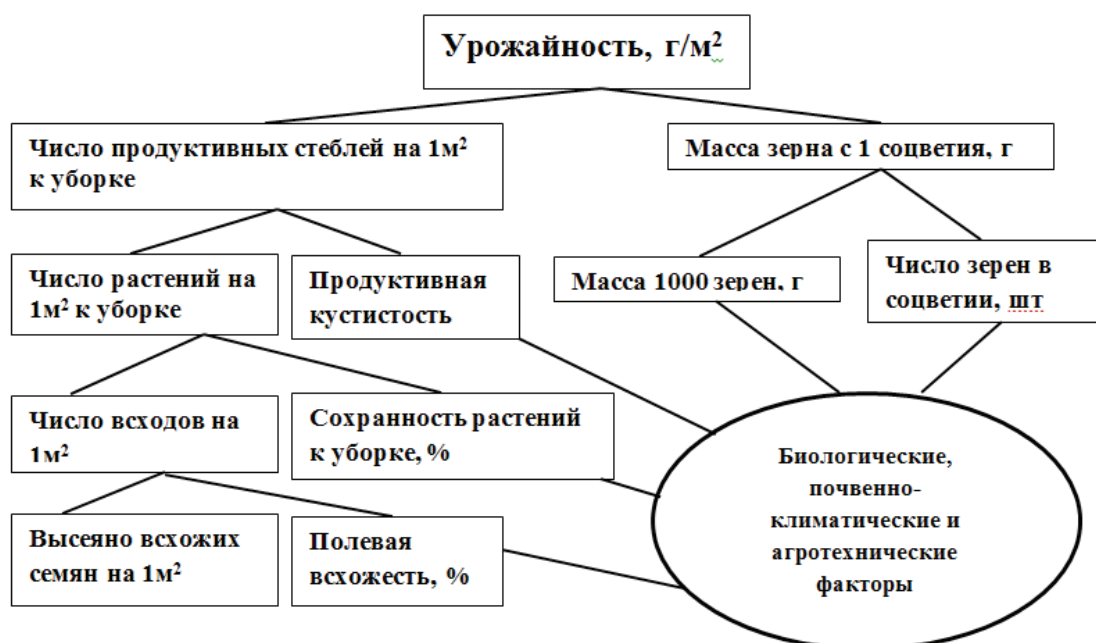 Урожайность, г/м²
Число продуктивных стеблей на 1м²
к уборке
Масса зерна с 1 соцветия, г
Число растений на
1м² к уборке
Продуктивная
кустистость
Масса 1000 зерен, г
Число зерен в
соцветии, шт
Число всходов на
1м²
Сохранность растений
к уборке, %
Биологические,
почвенно-
климатические и
агротехнические
факторы
Высеяно всхожих
семян на 1м²
Полевая
всхожесть, %